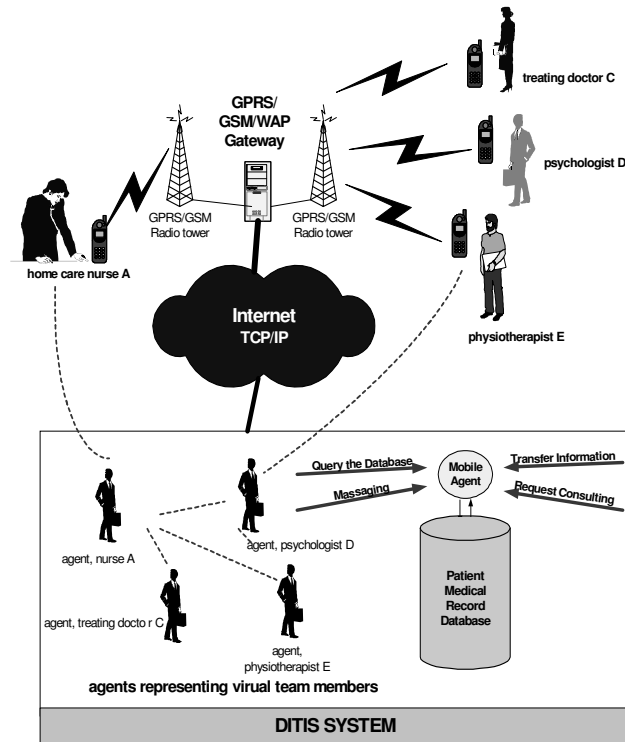 treating doctor C
GPRS/
GSM/WAP
Gateway
psychologist D
GPRS/GSM
Radio tower
GPRS/GSM
Radio tower
home care nurse A
Internet
TCP/IP
physiotherapist E
Query the Database
Massaging
Mobile
Agent
Transfer Information
Request Consulting
agent, nurse A
agent, psychologist D
Patient
Medical
Record
Database
agent, treating docto r C
agent,
physiotherapist E
agents representing virual team members
DITIS SYSTEM